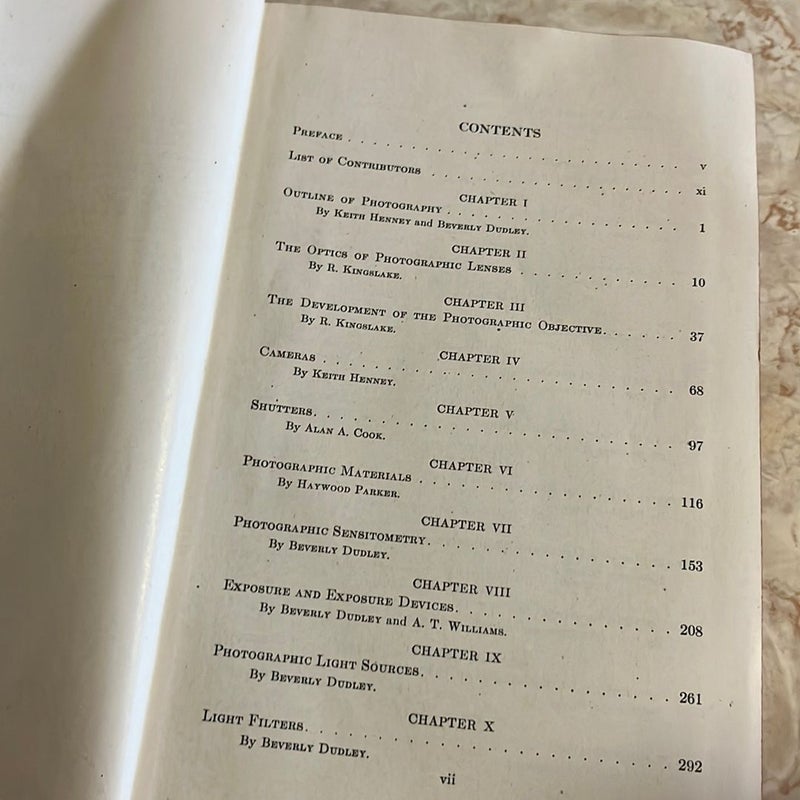 CONTENTS
PREFACE . . . . . . . . . . . . . . . . . . . . v
LIST OF CONTRIBUTORS . . . . . . . . . . . . . . . . xi
CHAPTER I
OUTLINE OF PHOTOGRAPHY . . . . . . . . . . . . . . . 1
By KEITH HENNEY and BEVERLY DUDLEY.
CHAPTER II
THE OPTICS OF PHOTOGRAPHIC LENSES . . . . . . . . . . 10
By R. KINGSLAKE.
CHAPTER III
THE DEVELOPMENT OF THE PHOTOGRAPHIC OBJECTIVE. . . . . . 37
By R. KINGSLAKE.
CHAPTER IV
CAMERAS . . . . . . . . . . . . . . . . . . . . 68
By KEITH HENNEY.
CHAPTER V
SHUTTERS. . . . . . . . . . . . . . . . . . . . 97
By ALAN A. COOK.
CHAPTER VI
PHOTOGRAPHIC MATERIALS . . . . . . . . . . . . . . . 116
By HAYWOOD PARKER.
CHAPTER VII
PHOTOGRAPHIC SENSITOMETRY. . . . . . . . . . . . . . 153
By BEVERLY DUDLEY.
CHAPTER VIII
EXPOSURE AND EXPOSURE DEVICES. . . . . . . . . . . . . 208
By BEVERLY DUDLEY and A. T. WILLIAMS.
CHAPTER IX
PHOTOGRAPHIC LIGHT SOURCES. . . . . . . . . . . . . . 261
By BEVERLY DUDLEY.
CHAPTER X
LIGHT FILTERS. . . . . . . . . . . . . . . . . . 292
By BEVERLY DUDLEY.
vii